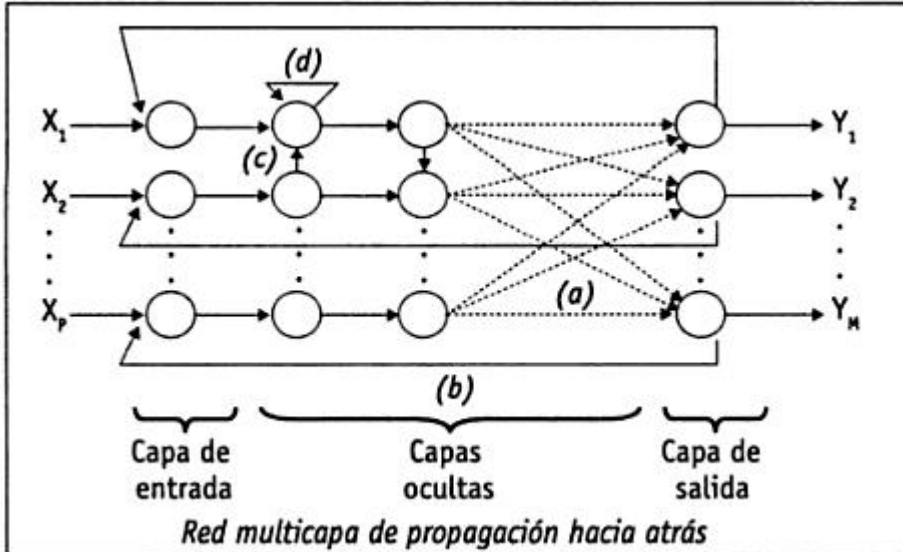 (d)
X₁ Y₁
(c)
X₂ Y₂
(a)
Xₚ Y_M
(b)
Capa de entrada
Capas ocultas
Capa de salida
Red multicapa de propagación hacia atrás